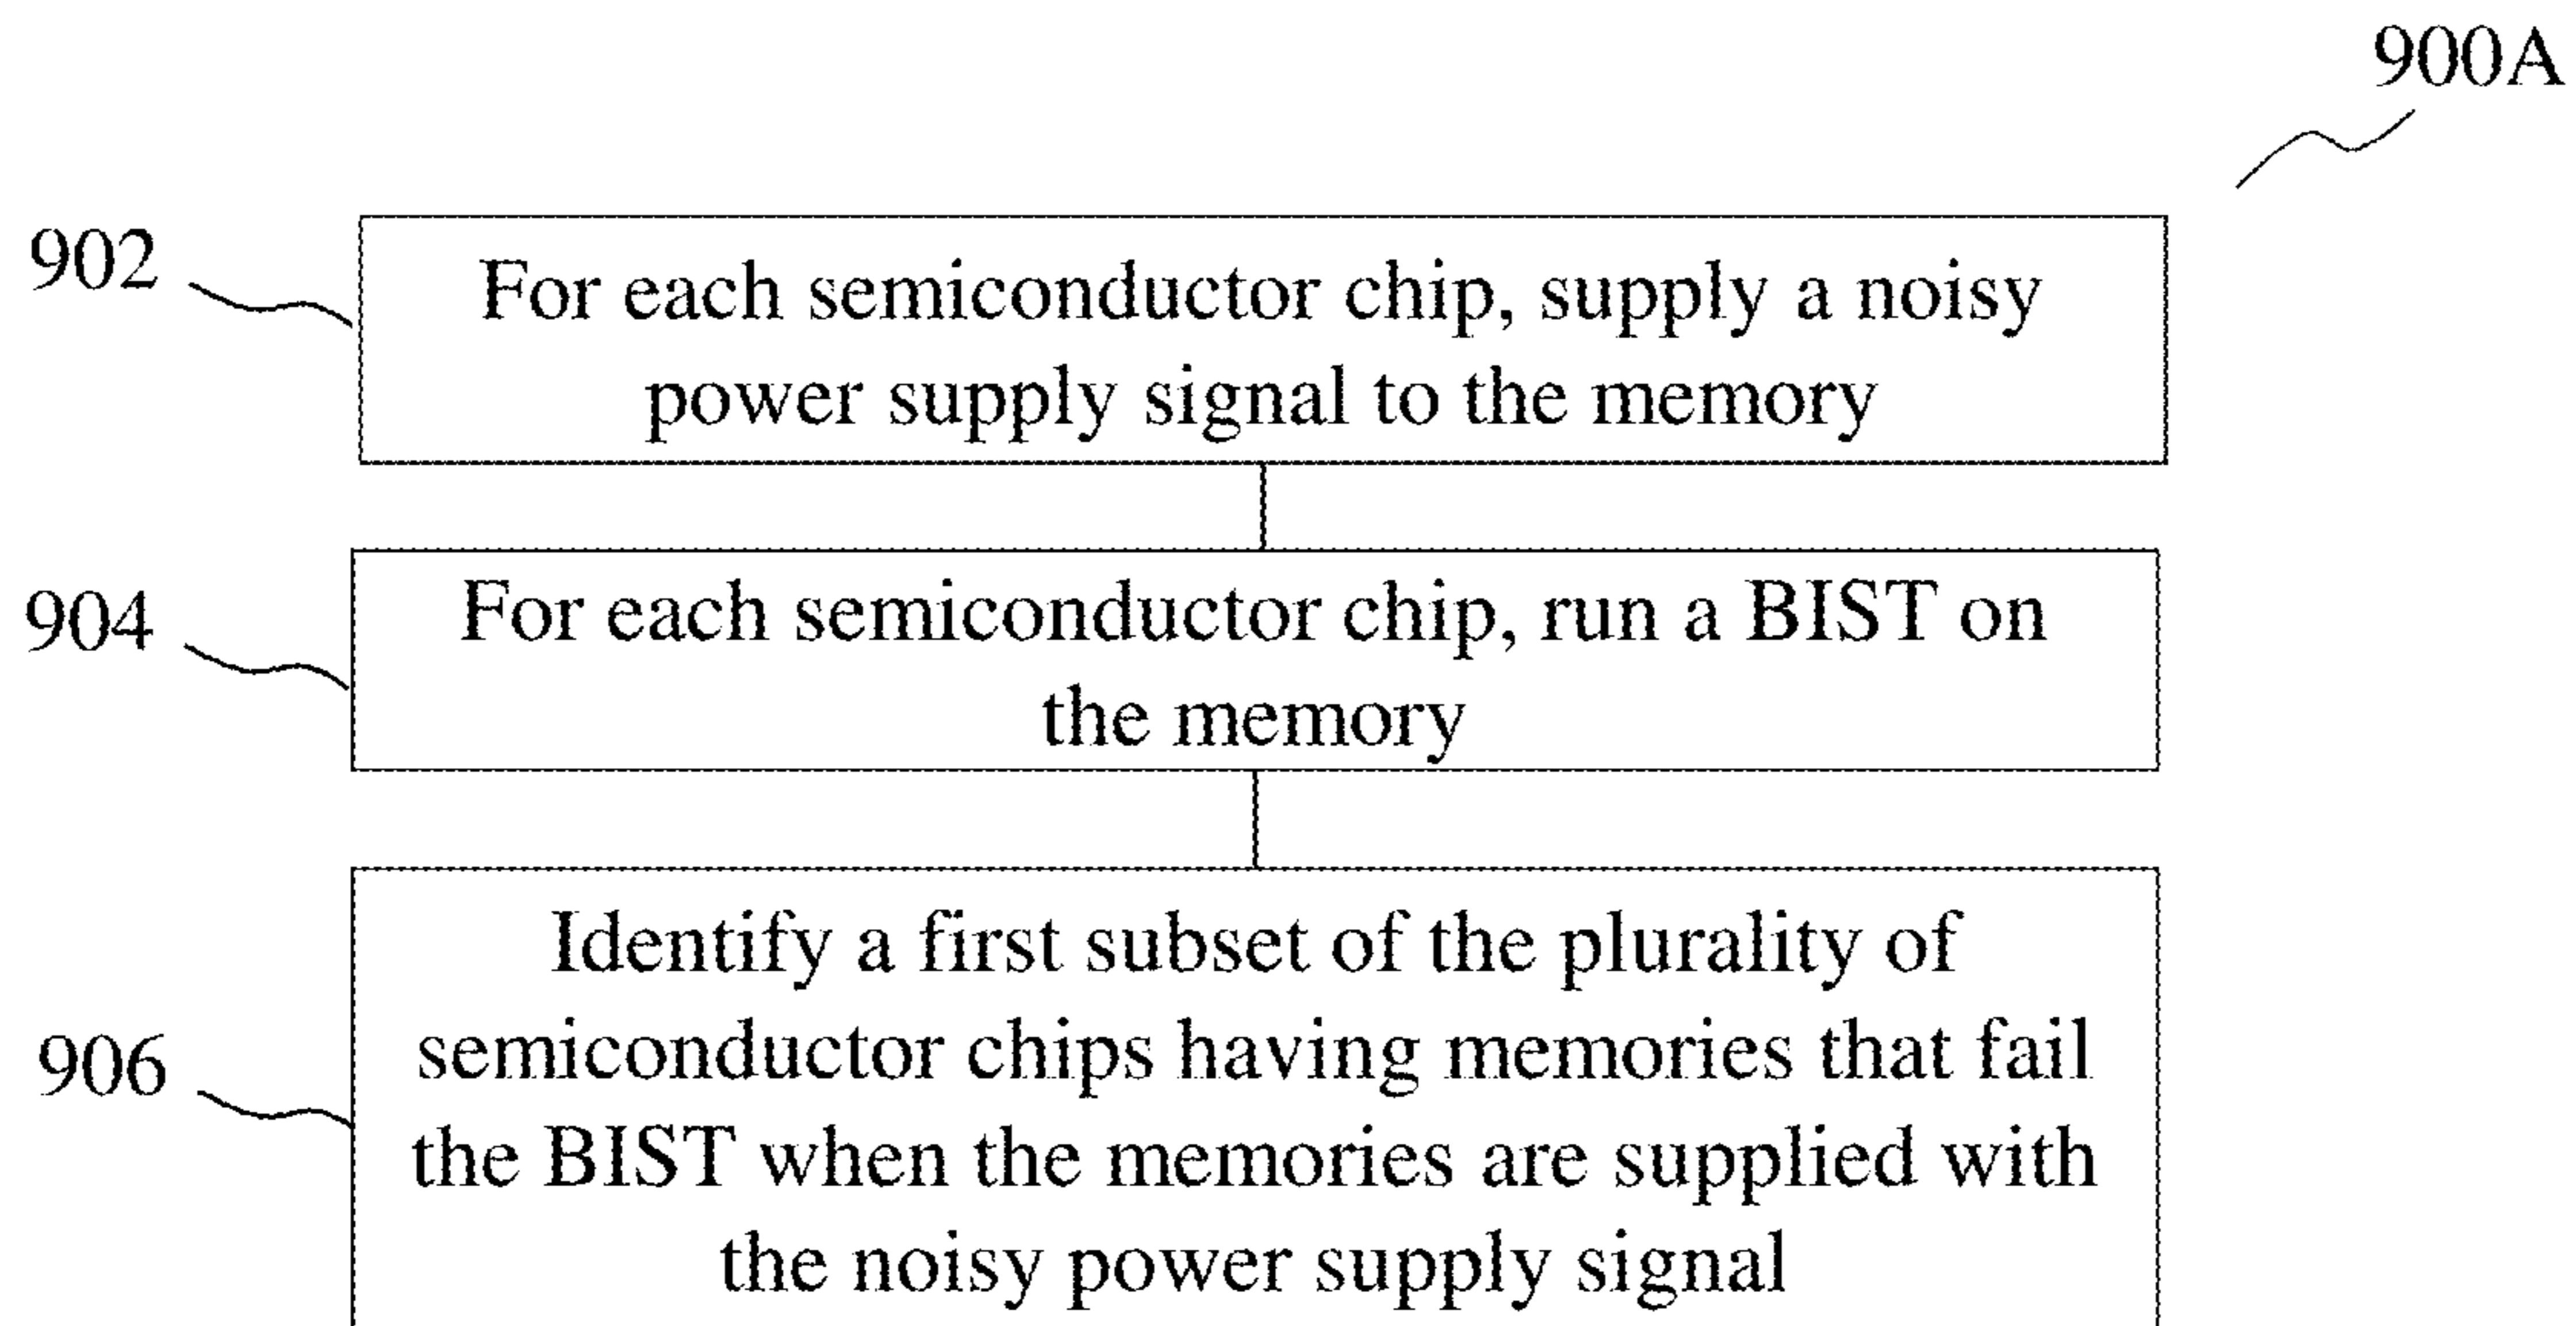 900A
902
For each semiconductor chip, supply a noisy
power supply signal to the memory
904
For each semiconductor chip, run a BIST on
the memory
906
Identify a first subset of the plurality of
semiconductor chips having memories that fail
the BIST when the memories are supplied with
the noisy power supply signal